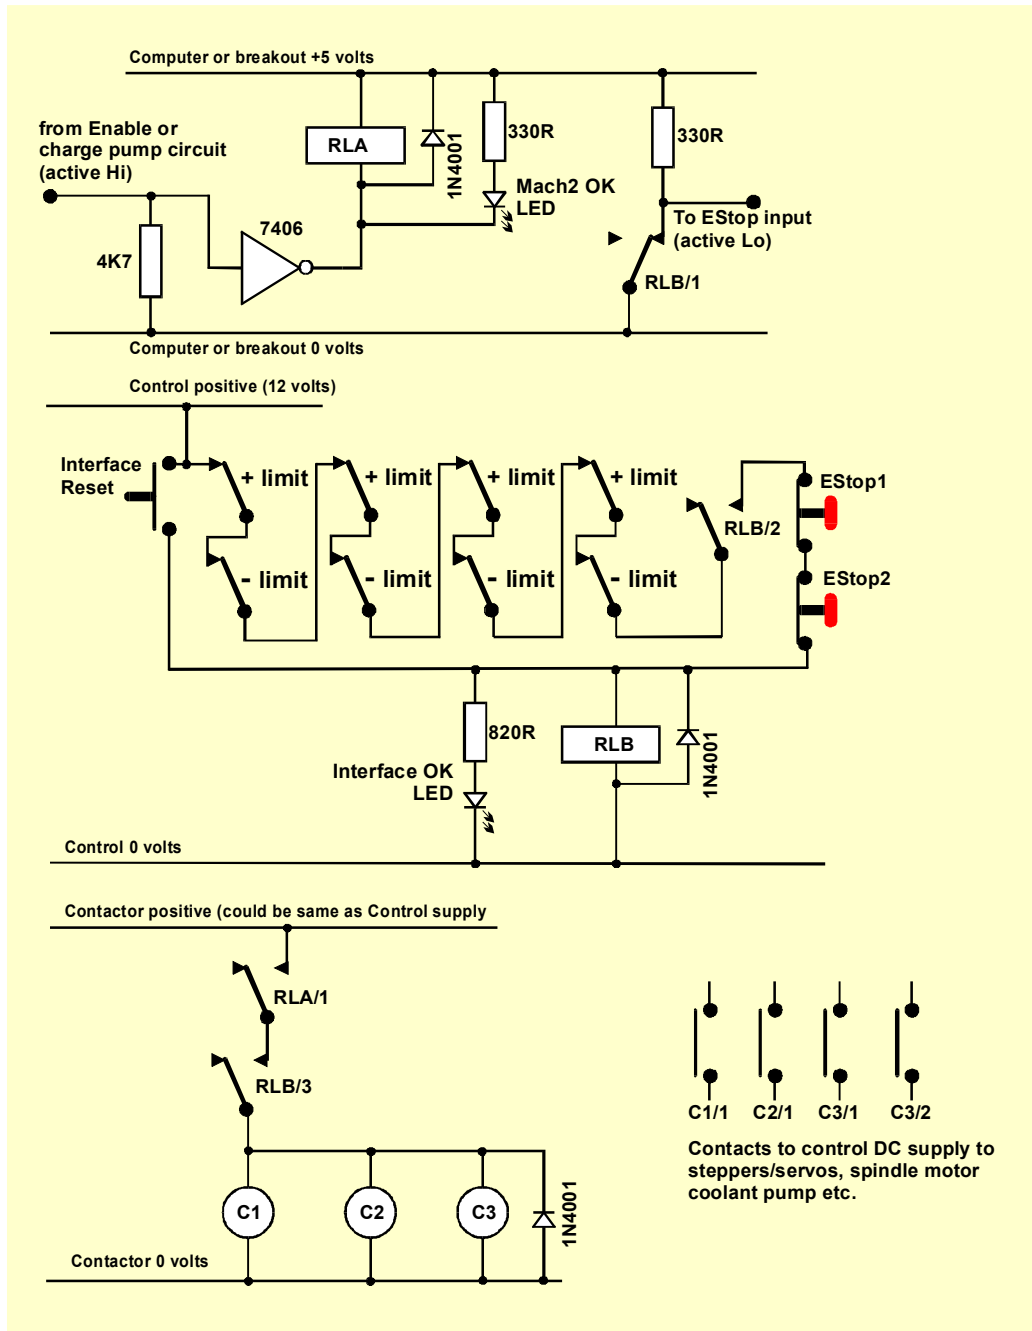 Computer or breakout +5 volts
from Enable or
charge pump circuit
(active Hi)
RLA
1N4001
330R
330R
Mach2 OK
LED
To EStop input
(active Lo)
7406
4K7
RLB/1
Computer or breakout 0 volts
Control positive (12 volts)
Interface
Reset
+ limit
+ limit
+ limit
+ limit
EStop1
RLB/2
- limit
- limit
- limit
- limit
EStop2
820R
RLB
1N4001
Interface OK
LED
Control 0 volts
Contactor positive (could be same as Control supply
RLA/1
RLB/3
C1/1
C2/1
C3/1
C3/2
Contacts to control DC supply to
steppers/servos, spindle motor
coolant pump etc.
C1
C2
C3
1N4001
Contactor 0 volts